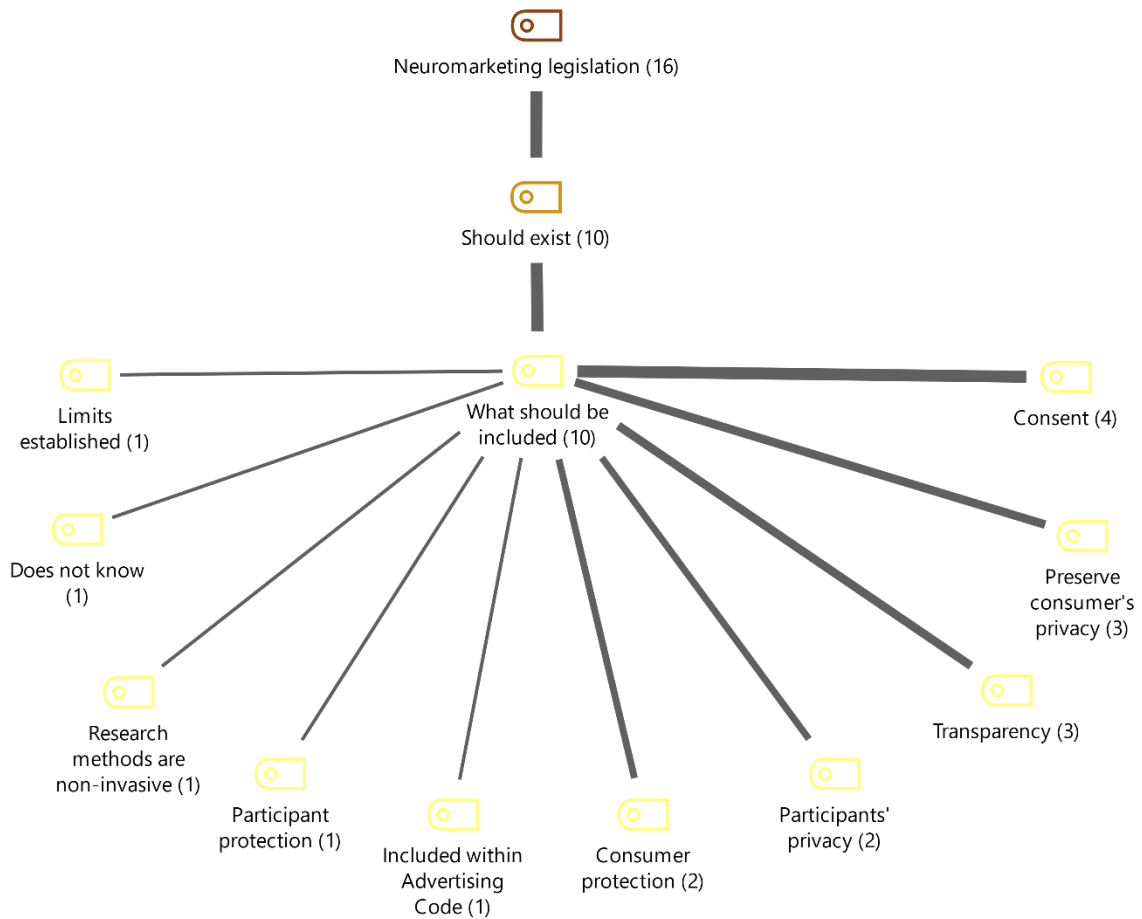 Neuromarketing legislation (16)
Should exist (10)
What should be
included (10)
Limits
established (1)
Consent (4)
Does not know
(1)
Preserve
consumer's
privacy (3)
Research
methods are
non-invasive (1)
Transparency (3)
Participant
protection (1)
Participants'
privacy (2)
Included within
Advertising
Code (1)
Consumer
protection (2)